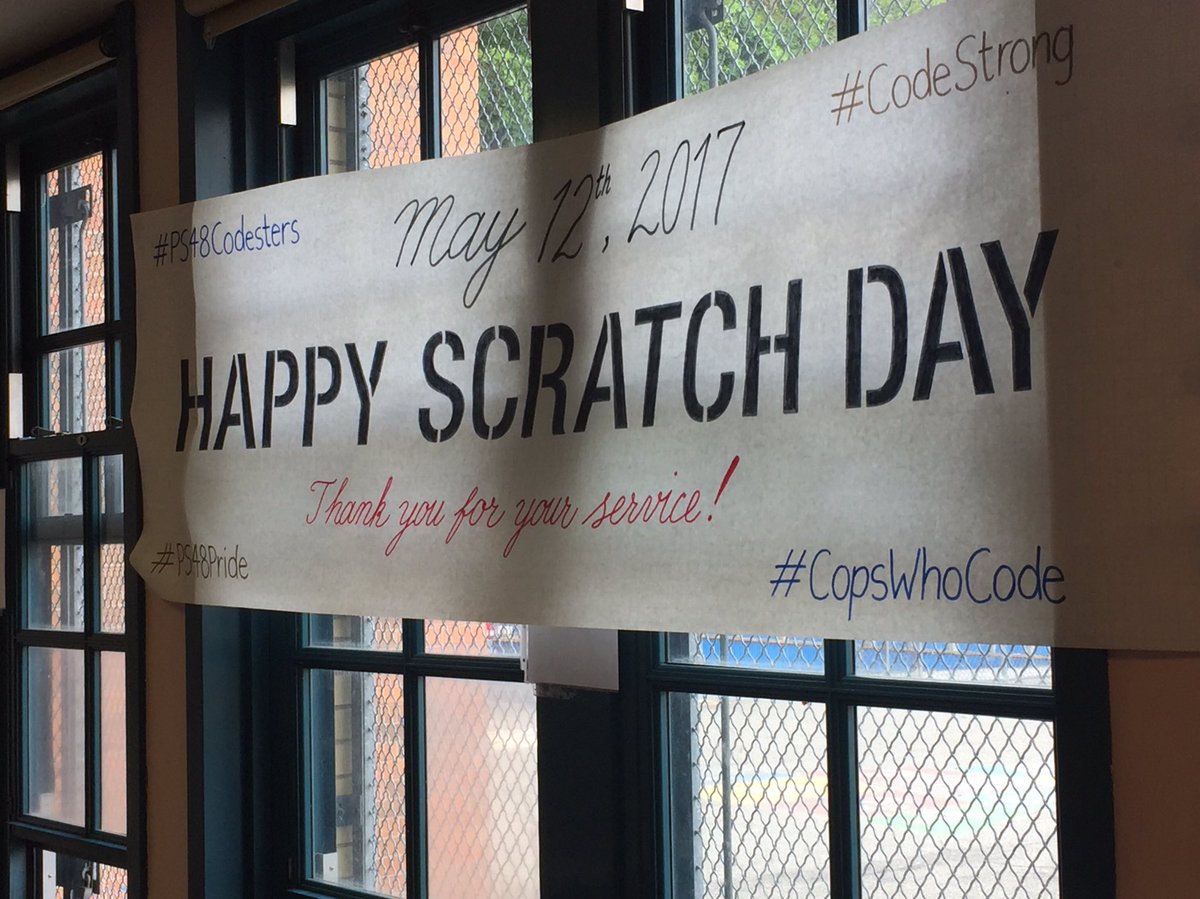 #CodeStrong
#PS48Codesters
May 12th, 2017
HAPPY SCRATCH DAY
Thank you for your service!
#PS48Pride
#CopsWhoCode